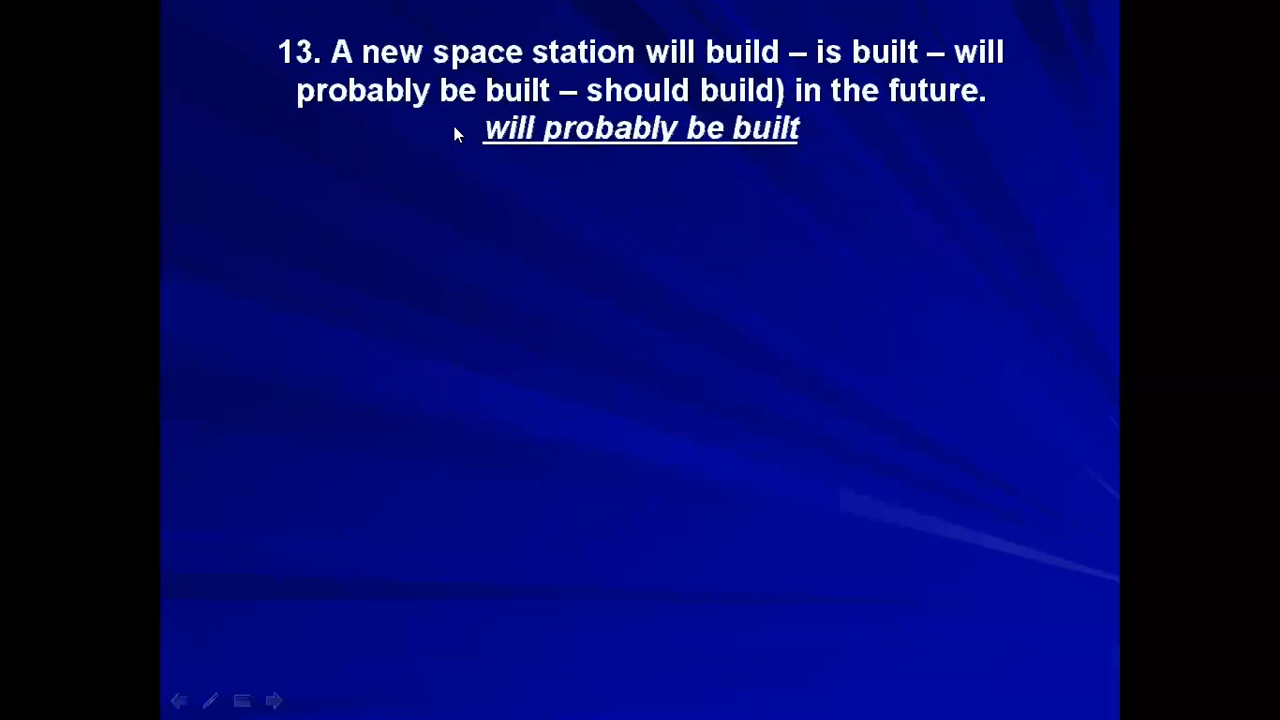 13. A new space station will build – is built – will
probably be built – should build) in the future.
will probably be built